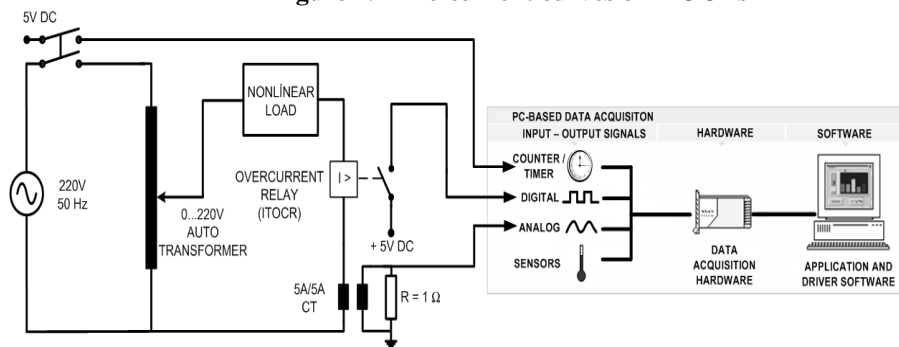 5V DC
220V
50 Hz
0...220V
AUTO
TRANSFORMER
NONLİNEAR
LOAD
OVERCURRENT
RELAY
(ITOCR)
I >
+ 5V DC
5A/5A
CT
R = 1 Ω
PC-BASED DATA ACQUISITON
INPUT – OUTPUT SIGNALS
HARDWARE
SOFTWARE
COUNTER /
TIMER
DIGITAL
ANALOG
SENSORS
DATA
ACQUISITION
HARDWARE
APPLICATION AND
DRIVER SOFTWARE